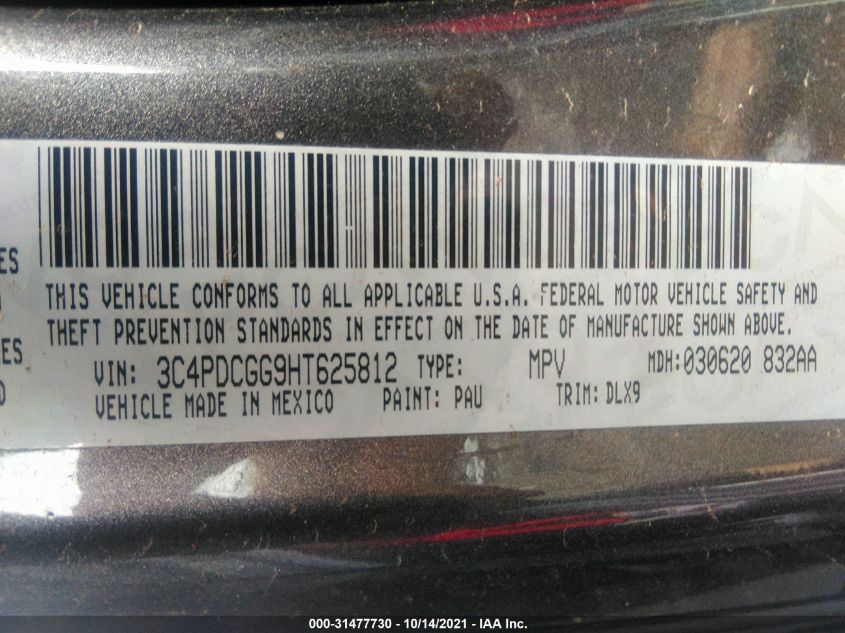 THIS VEHICLE CONFORMS TO ALL APPLICABLE U.S.A. FEDERAL MOTOR VEHICLE SAFETY AND
THEFT PREVENTION STANDARDS IN EFFECT ON THE DATE OF MANUFACTURE SHOWN ABOVE.
VIN: 3C4PDCGG9HT625812 TYPE: MPV MDH:030620 832AA
VEHICLE MADE IN MEXICO PAINT: PAU TRIM: DLX9
ES
ES
000-31477730 - 10/14/2021 - IAA Inc.